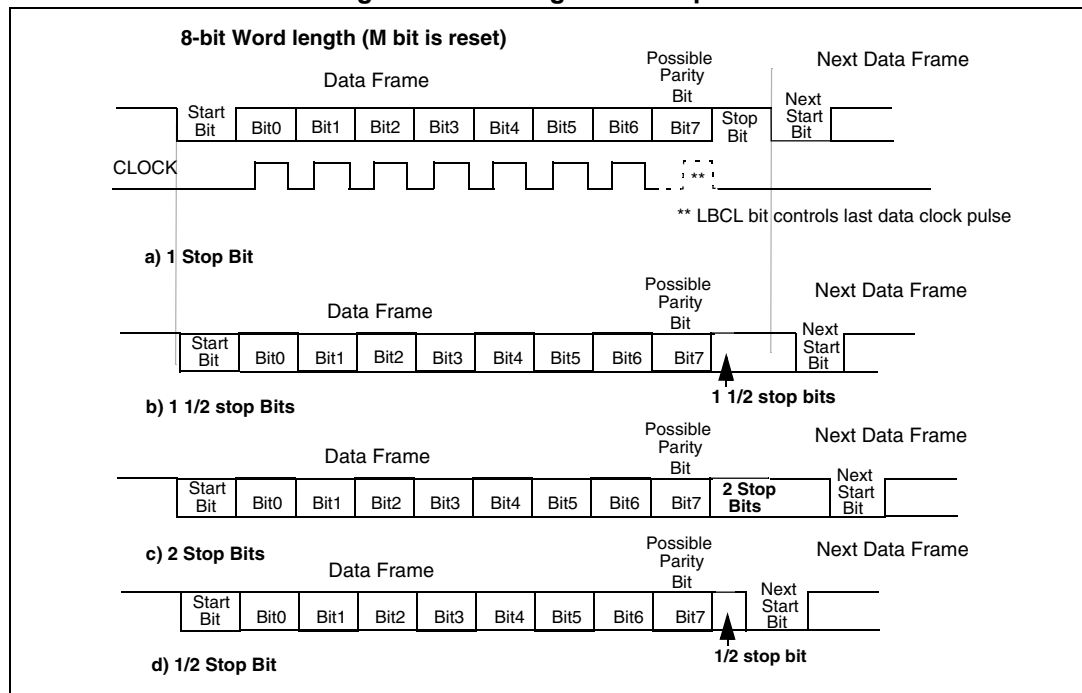 8-bit Word length (M bit is reset)
Possible
Parity
Bit
Next Data Frame
Data Frame
Start
Bit
Bit0
Bit1
Bit2
Bit3
Bit4
Bit5
Bit6
Bit7
Stop
Bit
Next
Start
Bit
CLOCK
**
** LBCL bit controls last data clock pulse
a) 1 Stop Bit
Possible
Parity
Bit
Next Data Frame
Data Frame
Start
Bit
Bit0
Bit1
Bit2
Bit3
Bit4
Bit5
Bit6
Bit7
Next
Start
Bit
1 1/2 stop bits
b) 1 1/2 stop Bits
Possible
Parity
Bit
Next Data Frame
Data Frame
Start
Bit
Bit0
Bit1
Bit2
Bit3
Bit4
Bit5
Bit6
Bit7
2 Stop
Bits
Next
Start
Bit
c) 2 Stop Bits
Possible
Parity
Bit
Next Data Frame
Data Frame
Start
Bit
Bit0
Bit1
Bit2
Bit3
Bit4
Bit5
Bit6
Bit7
Next
Start
Bit
1/2 stop bit
d) 1/2 Stop Bit